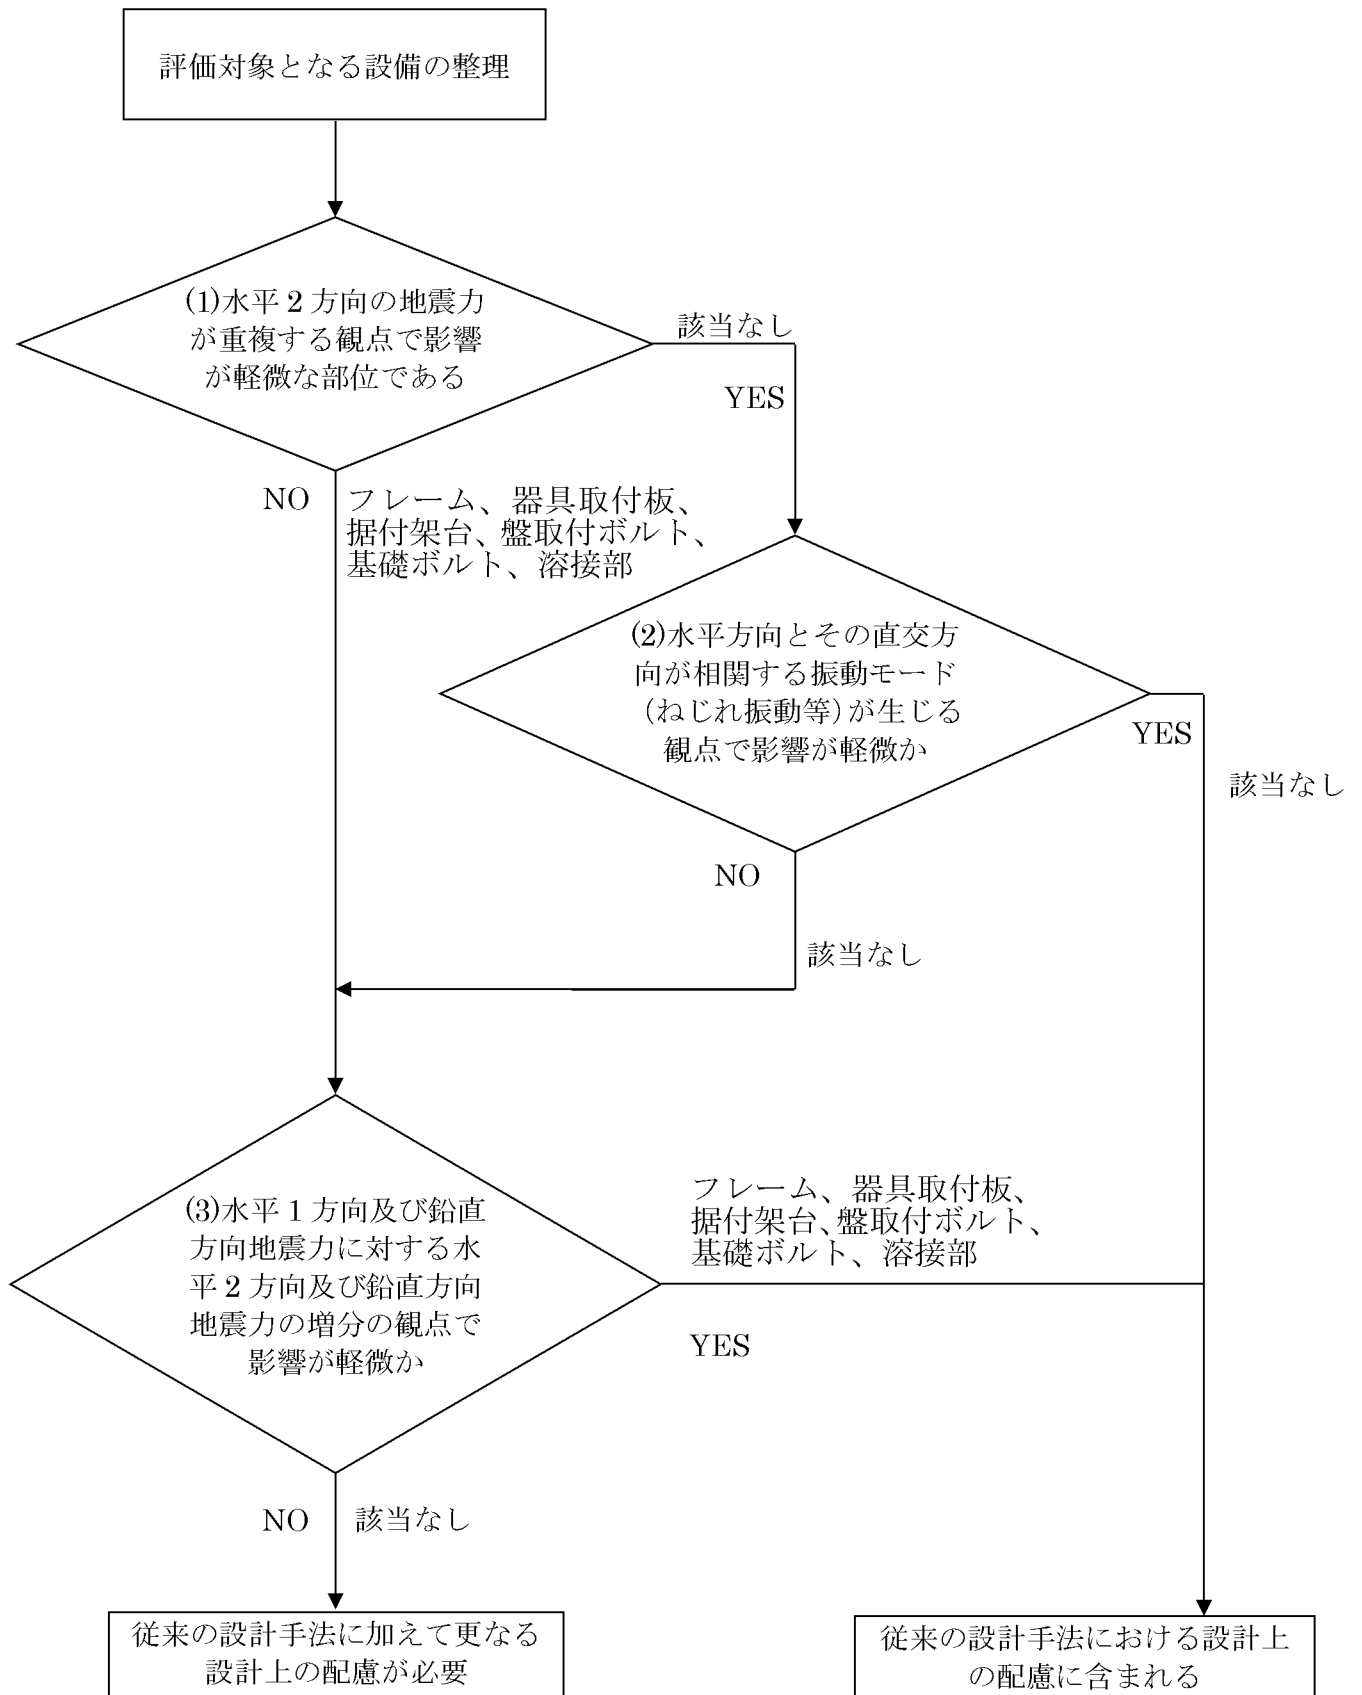 評価対象となる設備の整理
(1)水平２方向の地震力
が重複する観点で影響
が軽微な部位である
該当なし
YES
NO
フレーム、器具取付板、
据付架台、盤取付ボルト、
基礎ボルト、溶接部
(2)水平方向とその直交方
向が相関する振動モード
（ねじれ振動等）が生じる
観点で影響が軽微か
YES
該当なし
NO
該当なし
(3)水平１方向及び鉛直
方向地震力に対する水
平２方向及び鉛直方向
地震力の増分の観点で
影響が軽微か
フレーム、器具取付板、
据付架台、盤取付ボルト、
基礎ボルト、溶接部
YES
NO
該当なし
従来の設計手法に加えて更なる
設計上の配慮が必要
従来の設計手法における設計上
の配慮に含まれる